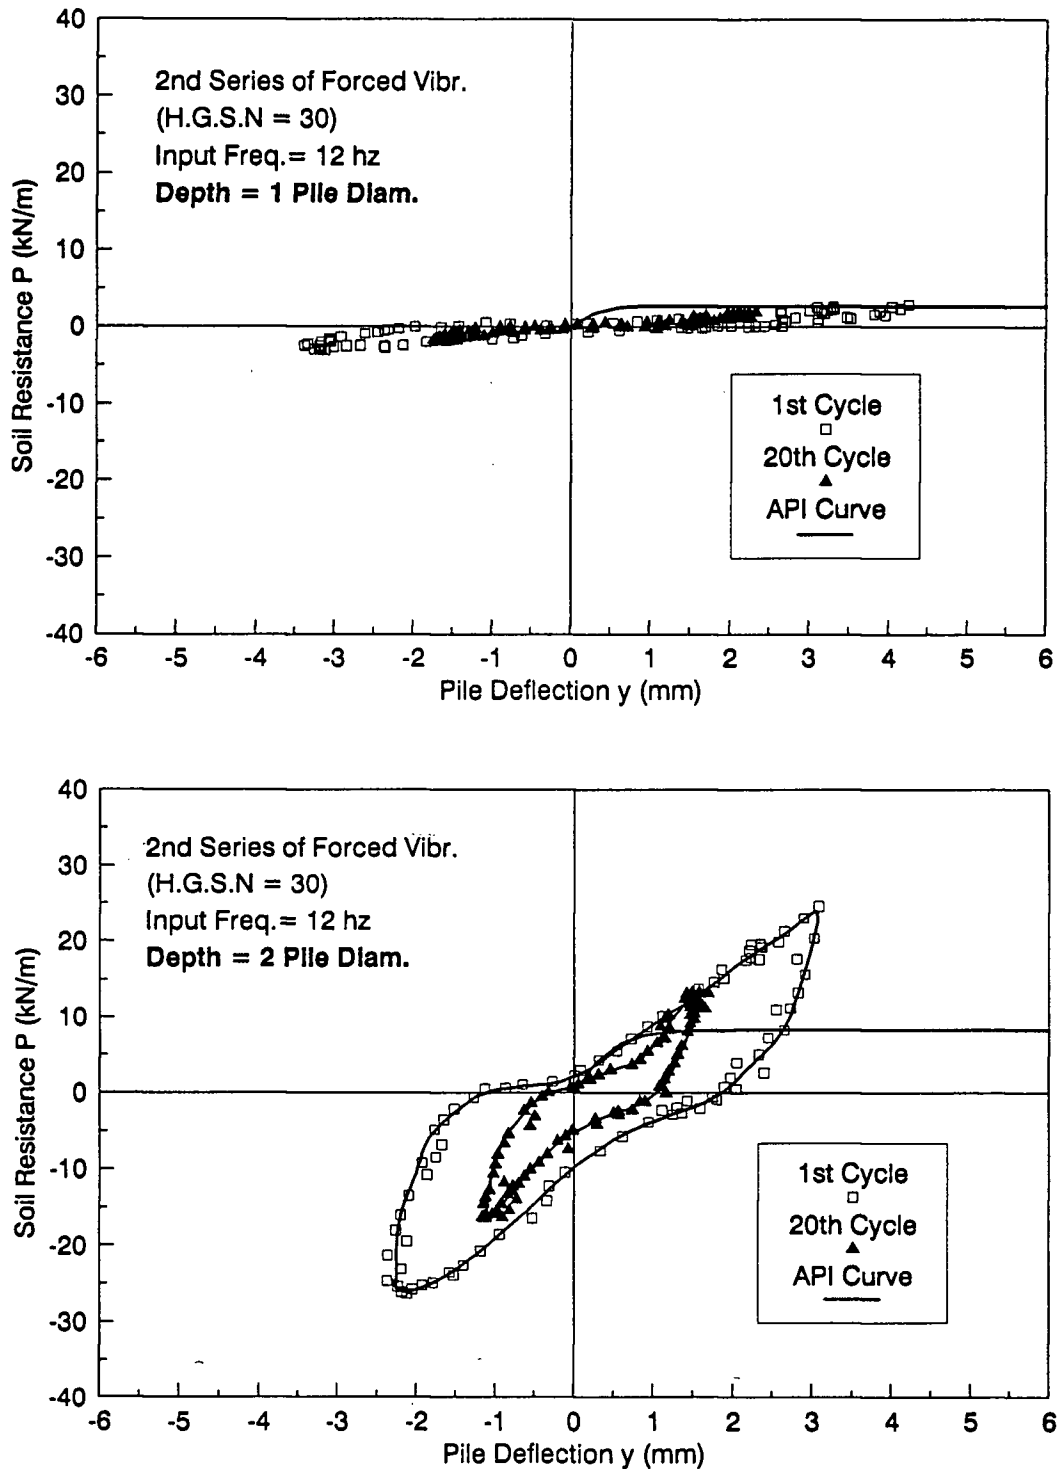 40
30
20
10
0
-10
-20
-30
-40
Soil Resistance P (kN/m)
2nd Series of Forced Vibr.
(H.G.S.N = 30)
Input Freq.= 12 hz
Depth = 1 Pile Diam.
1st Cycle
20th Cycle
API Curve
-6 -5 -4 -3 -2 -1 0 1 2 3 4 5 6
Pile Deflection y (mm)
40
30
20
10
0
-10
-20
-30
-40
Soil Resistance P (kN/m)
2nd Series of Forced Vibr.
(H.G.S.N = 30)
Input Freq.= 12 hz
Depth = 2 Pile Diam.
1st Cycle
20th Cycle
API Curve
-6 -5 -4 -3 -2 -1 0 1 2 3 4 5 6
Pile Deflection y (mm)